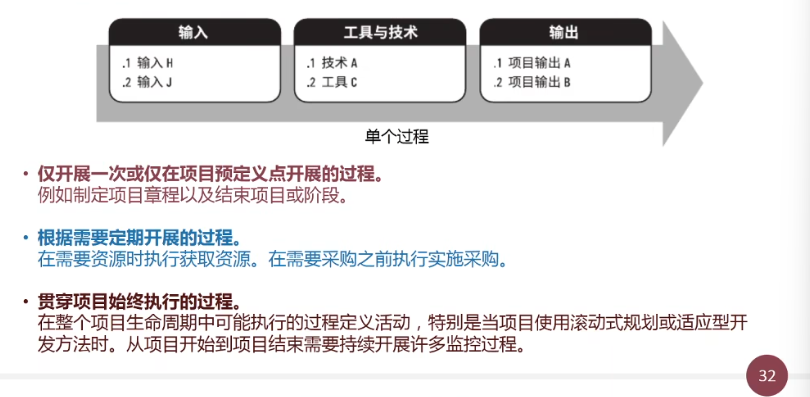 输入
.1 输入 H
.2 输入 J
工具与技术
.1 技术 A
.2 工具 C
输出
.1 项目输出 A
.2 项目输出 B
单个过程
• 仅开展一次或仅在项目预定义点开展的过程。
例如制定项目章程以及结束项目或阶段。
• 根据需要定期开展的过程。
在需要资源时执行获取资源。在需要采购之前执行实施采购。
• 贯穿项目始终执行的过程。
在整个项目生命周期中可能执行的过程定义活动，特别是当项目使用滚动式规划或适应型开
发方法时。从项目开始到项目结束需要持续开展许多监控过程。
32